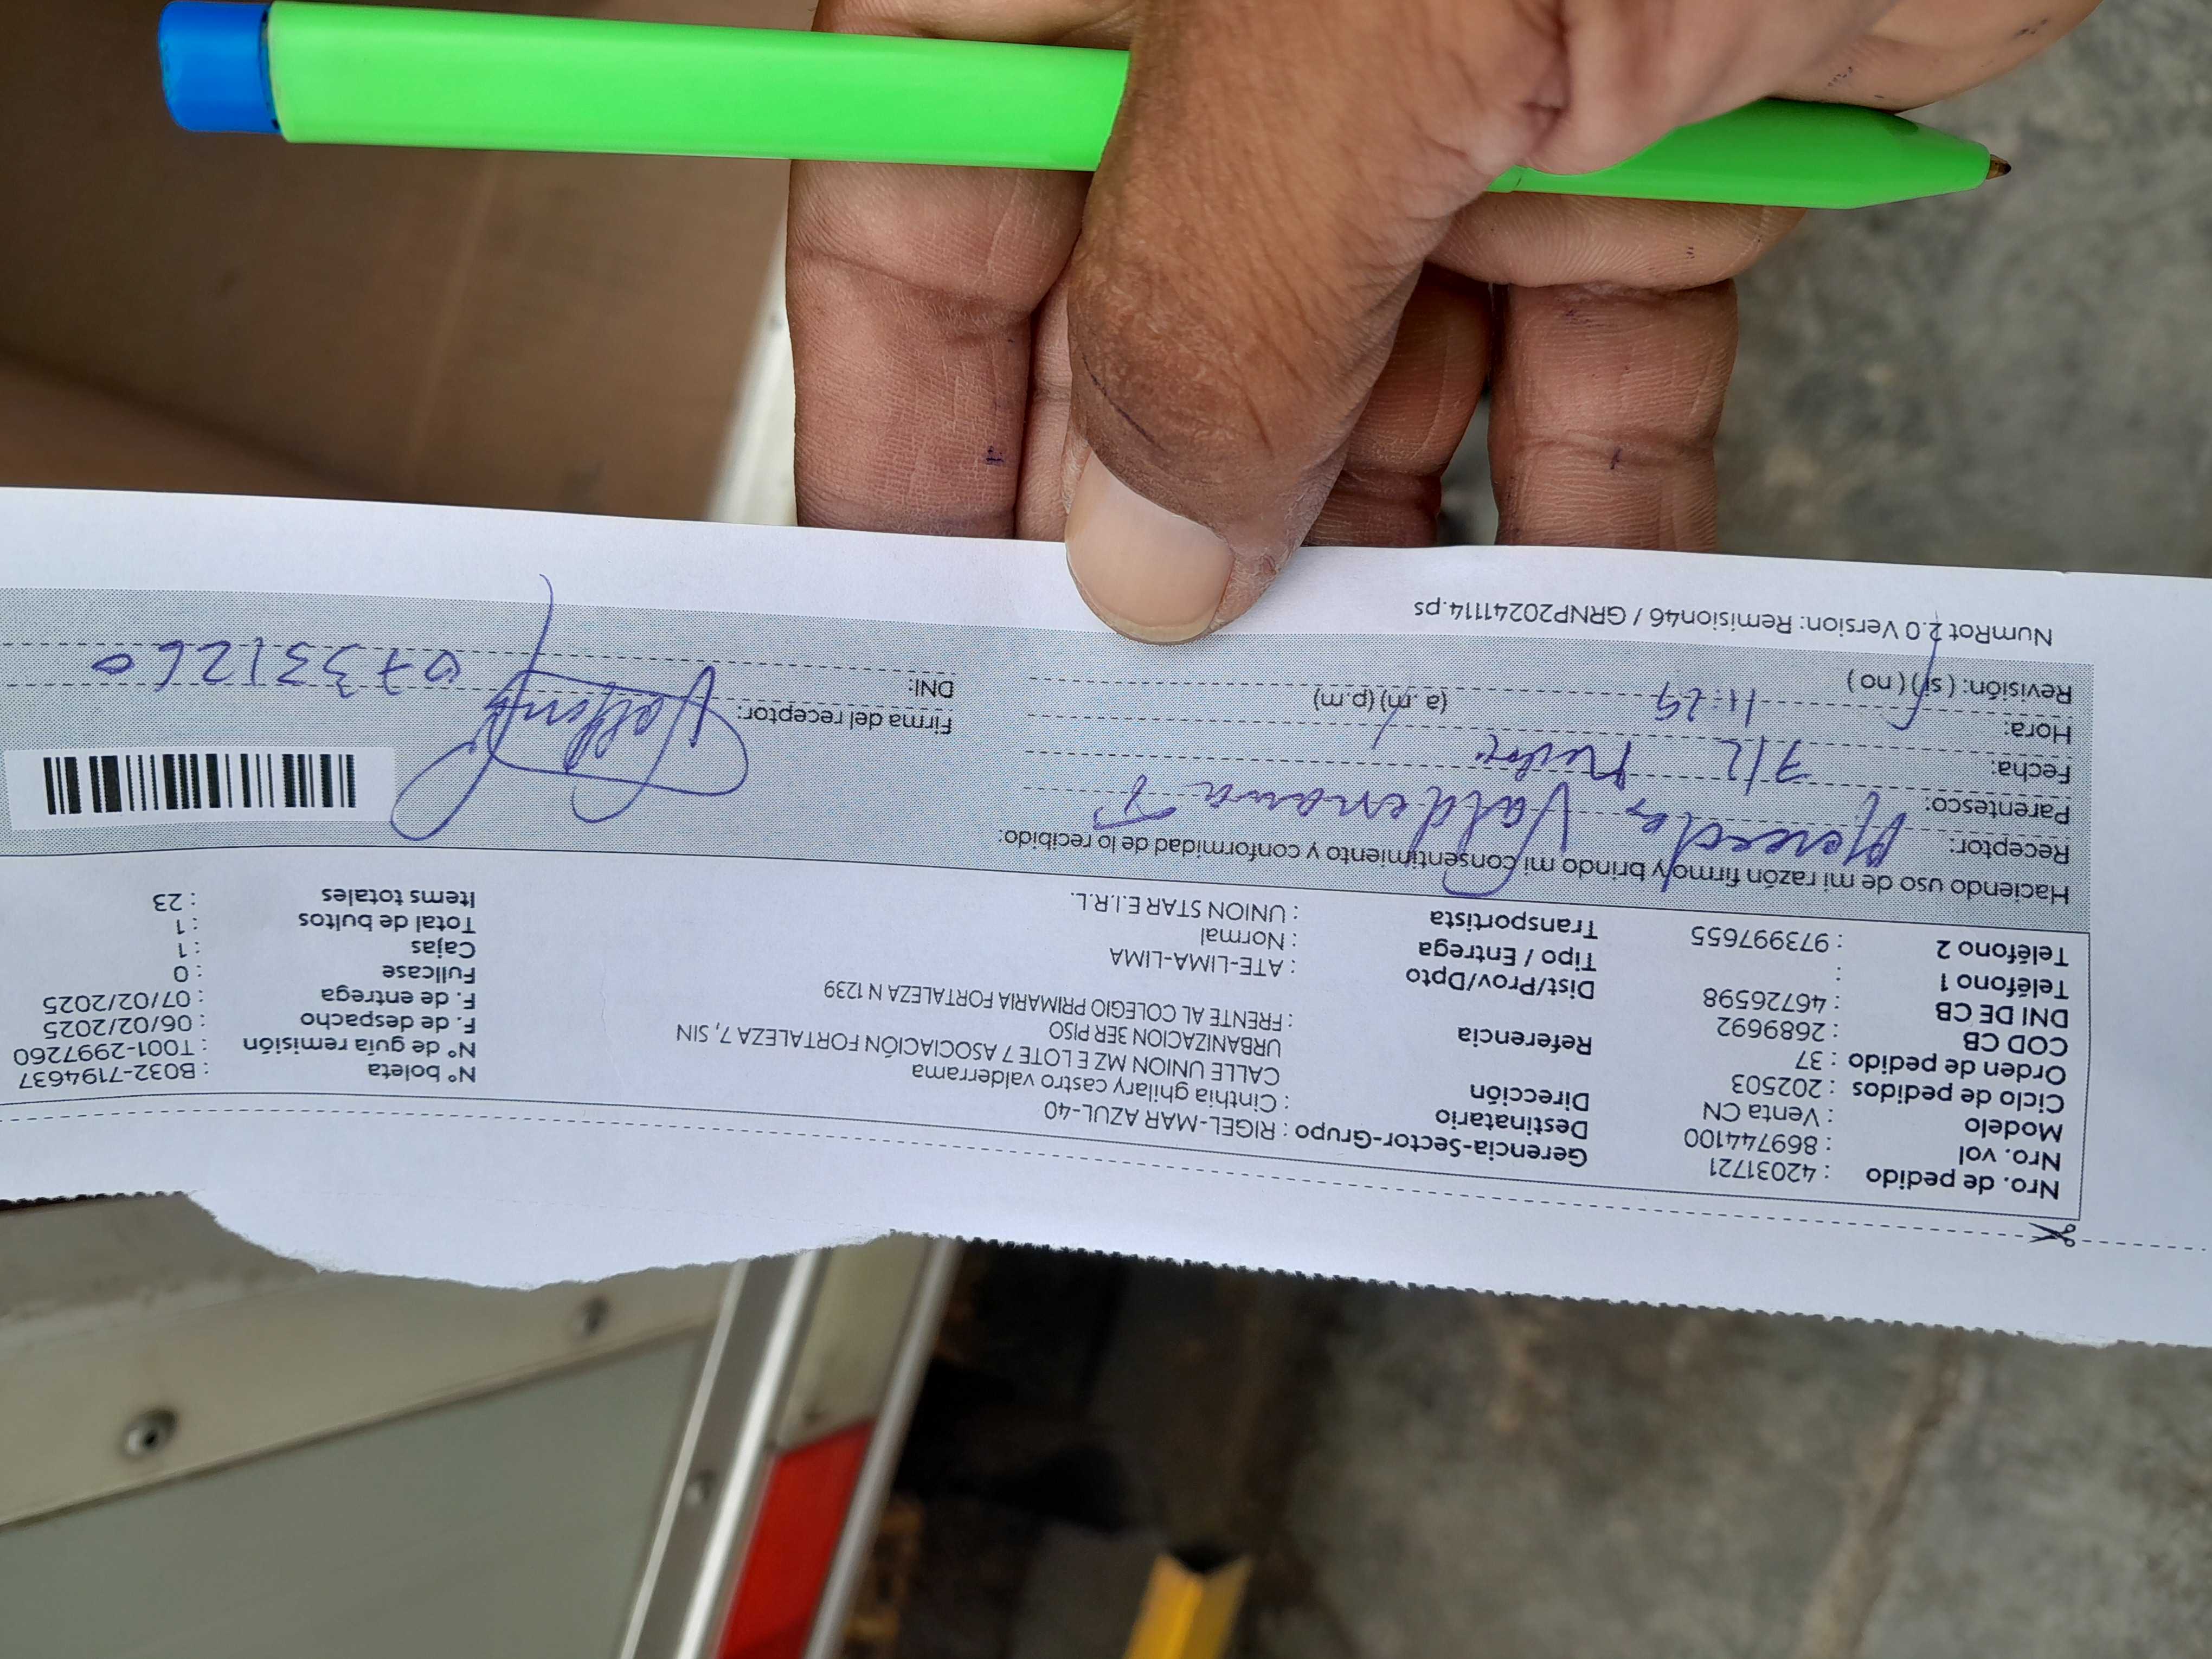 Nro. de pedido : 42031721
Nro. vol : 869744100
Modelo : Venta CN
Ciclo de pedidos : 202503
Orden de pedido : 37
COD CB : 2689692
DNI DE CB : 46726598
Teléfono 1 :
Teléfono 2 : 973997655
Gerencia-Sector-Grupo : RIGEL-MAR AZUL-40
Destinatario : Cinthia ghilary castro valderrama
Dirección CALLE UNION MZ E LOTE 7 ASOCIACIÓN FORTALEZA 7, SIN
URBANIZACION 3ER PISO
Referencia : FRENTE AL COLEGIO PRIMARIA FORTALEZA N 1239
Dist/Prov/Dpto : ATE-LIMA-LIMA
Tipo / Entrega : Normal
Transportista : UNION STAR E.I.R.L.
N° boleta : B032-7194637
N° de guía remisión : T001-2997260
F. de despacho : 06/02/2025
F. de entrega : 07/02/2025
Fullcase : 0
Cajas : 1
Total de bultos : 1
Items totales : 23
Haciendo uso de mi razón firmo y brindo mi consentimiento y conformidad de lo recibido:
Receptor: Mercedes Valderrama T
Parentesco:
Fecha: 7/2
Hora: 11:29 (a.m) (p.m)
Revisión: ( si ) ( no )
Firma del receptor:
DNI: 07331260
NumRot 2.0 Version: Remision46 / GRNP20241114.ps